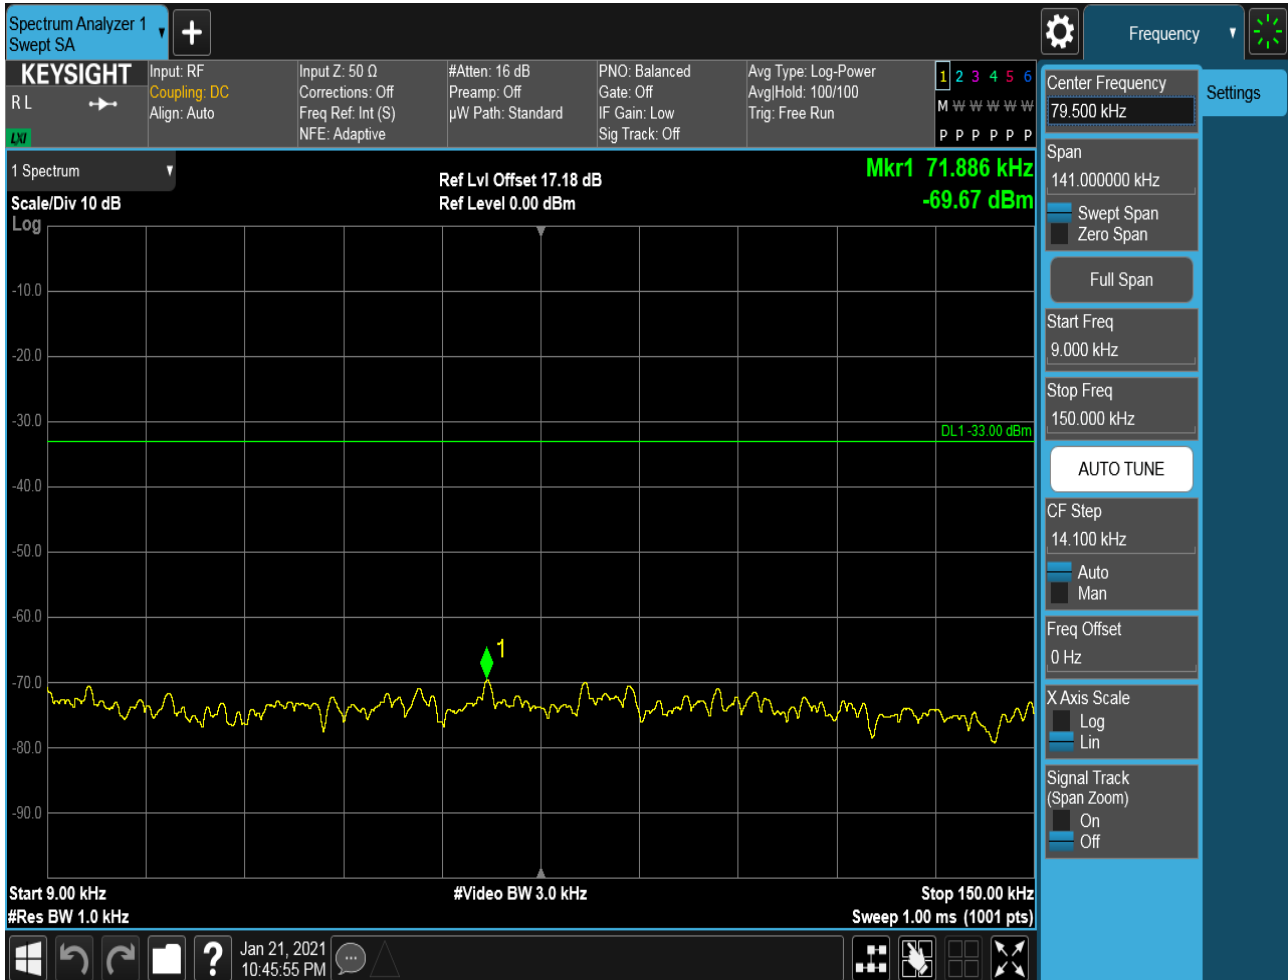 Spectrum Analyzer 1
Swept SA
Frequency
KEYSIGHT
R L
LXI
Input: RF
Coupling: DC
Align: Auto
Input Z: 50 Ω
Corrections: Off
Freq Ref: Int (S)
NFE: Adaptive
#Atten: 16 dB
Preamp: Off
µW Path: Standard
PNO: Balanced
Gate: Off
IF Gain: Low
Sig Track: Off
Avg Type: Log-Power
Avg|Hold: 100/100
Trig: Free Run
1 2 3 4 5 6
M W W W W W
P P P P P P
Center Frequency
79.500 kHz
Settings
Span
141.000000 kHz
Swept Span
Zero Span
Full Span
Start Freq
9.000 kHz
Stop Freq
150.000 kHz
AUTO TUNE
CF Step
14.100 kHz
Auto
Man
Freq Offset
0 Hz
X Axis Scale
Log
Lin
Signal Track
(Span Zoom)
On
Off
1 Spectrum
Scale/Div 10 dB
Log
Ref Lvl Offset 17.18 dB
Ref Level 0.00 dBm
Mkr1 71.886 kHz
-69.67 dBm
-10.0
-20.0
-30.0
DL1 -33.00 dBm
-40.0
-50.0
-60.0
1
-70.0
-80.0
-90.0
Start 9.00 kHz
#Res BW 1.0 kHz
#Video BW 3.0 kHz
Stop 150.00 kHz
Sweep 1.00 ms (1001 pts)
?
Jan 21, 2021
10:45:55 PM